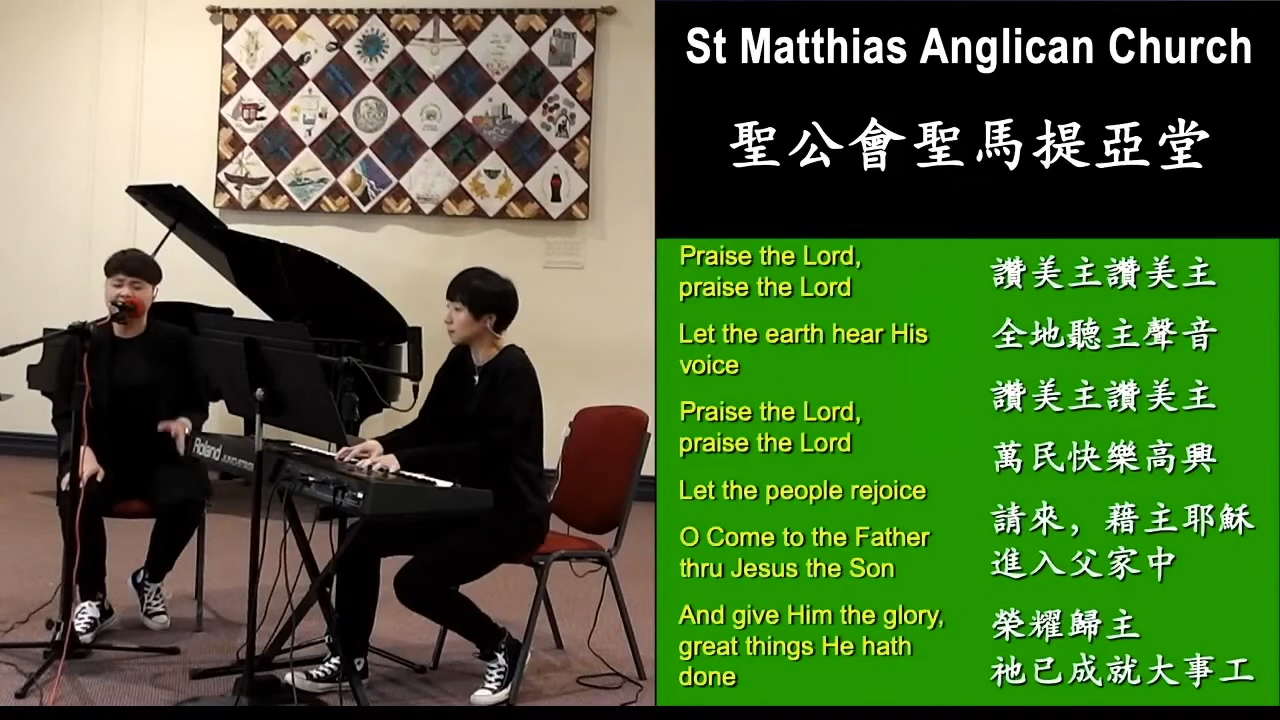 St Matthias Anglican Church
聖公會聖馬提亞堂
Praise the Lord,
praise the Lord
Let the earth hear His
voice
Praise the Lord,
praise the Lord
Let the people rejoice
O Come to the Father
thru Jesus the Son
And give Him the glory,
great things He hath
done
讚美主讚美主
全地聽主聲音
讚美主讚美主
萬民快樂高興
請來，藉主耶穌
進入父家中
榮耀歸主
祂已成就大事工
Roland